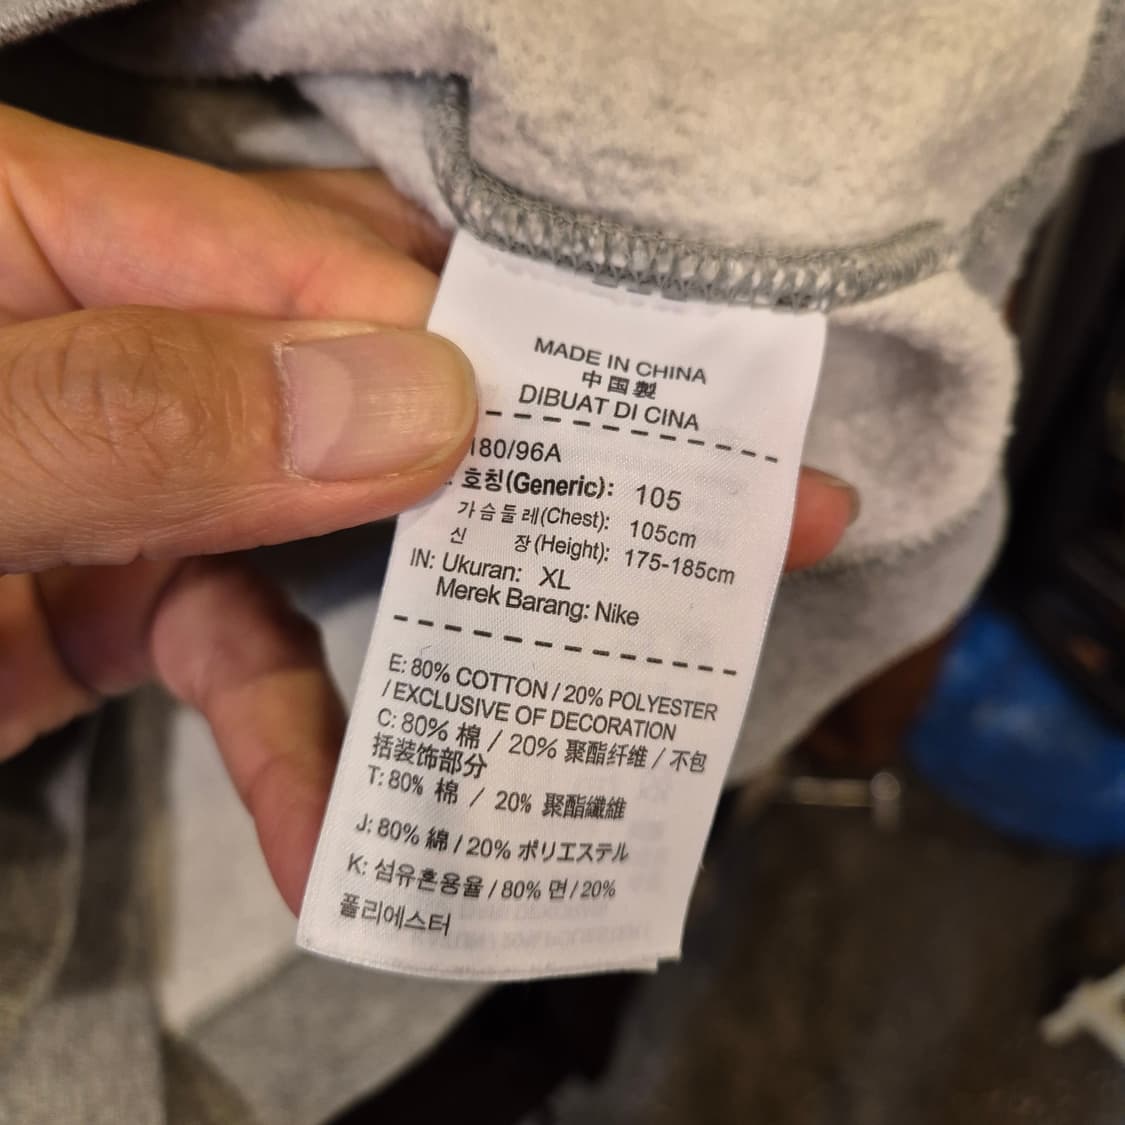 MADE IN CHINA
中国製
DIBUAT DI CINA
180/96A
호칭(Generic): 105
가슴둘레(Chest): 105cm
신 장(Height): 175-185cm
IN: Ukuran: XL
Merek Barang: Nike
E: 80% COTTON / 20% POLYESTER
/ EXCLUSIVE OF DECORATION
C: 80% 棉 / 20% 聚酯纤维 / 不包
括装饰部分
T: 80% 棉 / 20% 聚酯纖維
J: 80% 綿 / 20% ポリエステル
K: 섬유혼용율 / 80% 면 / 20%
폴리에스터